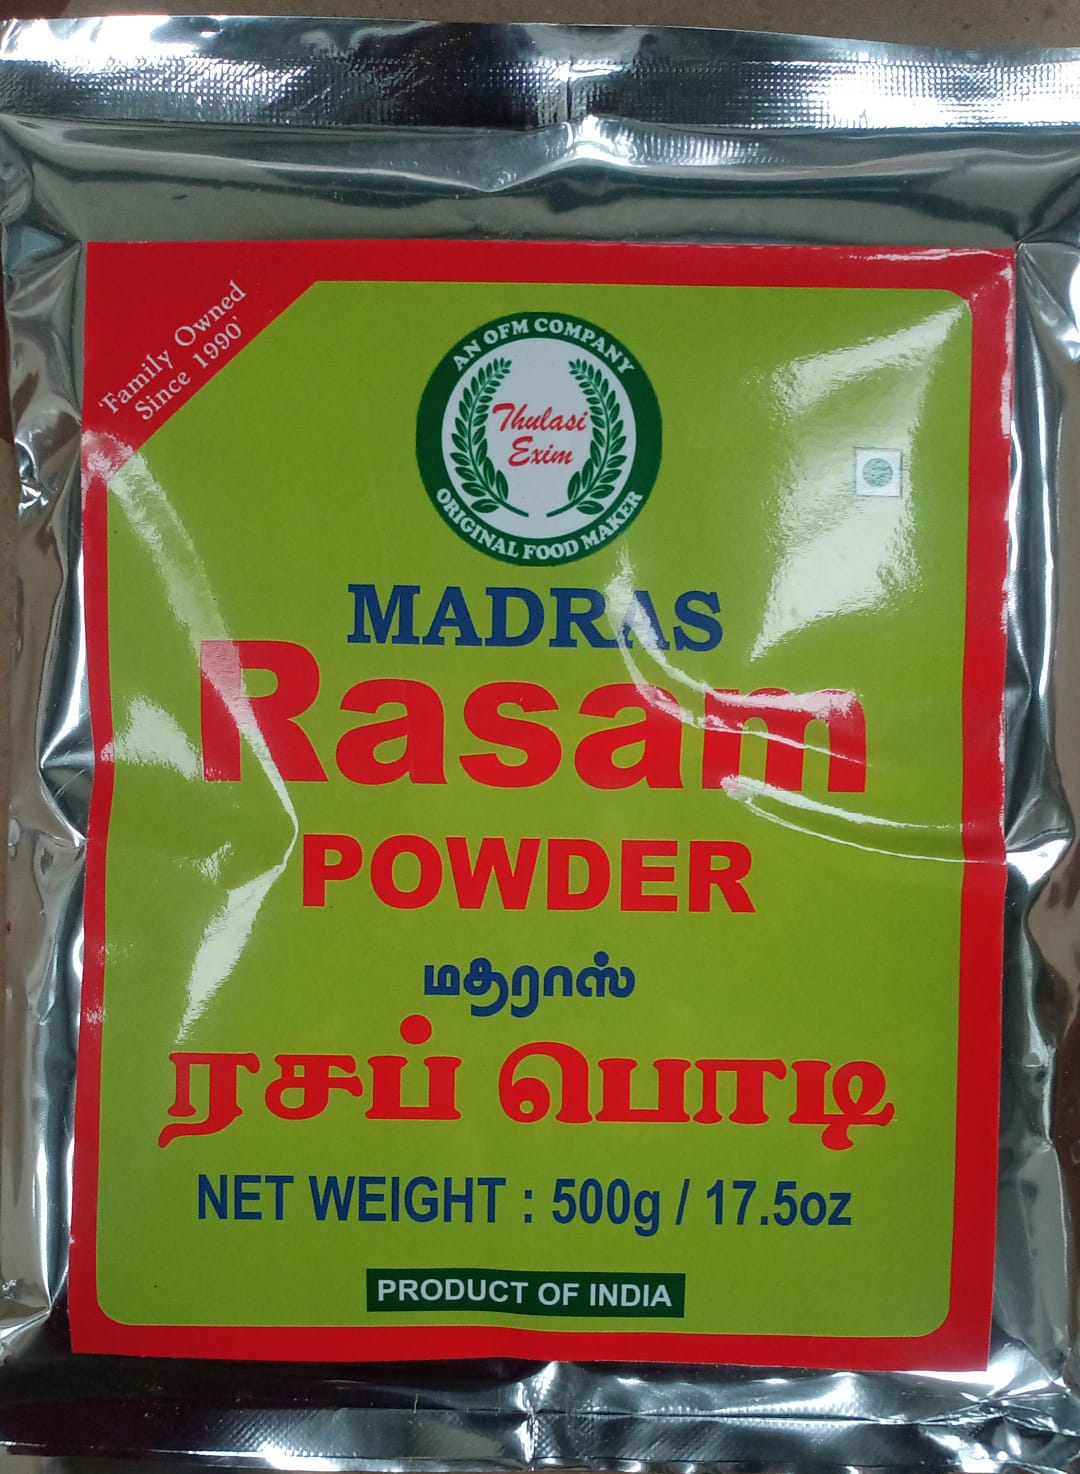 'Family Owned
Since 1990'
AN OFM COMPANY
Thulasi
Exim
ORIGINAL FOOD MAKER
MADRAS
Rasam
POWDER
மதராஸ்
ரசப் பொடி
NET WEIGHT : 500g / 17.5oz
PRODUCT OF INDIA